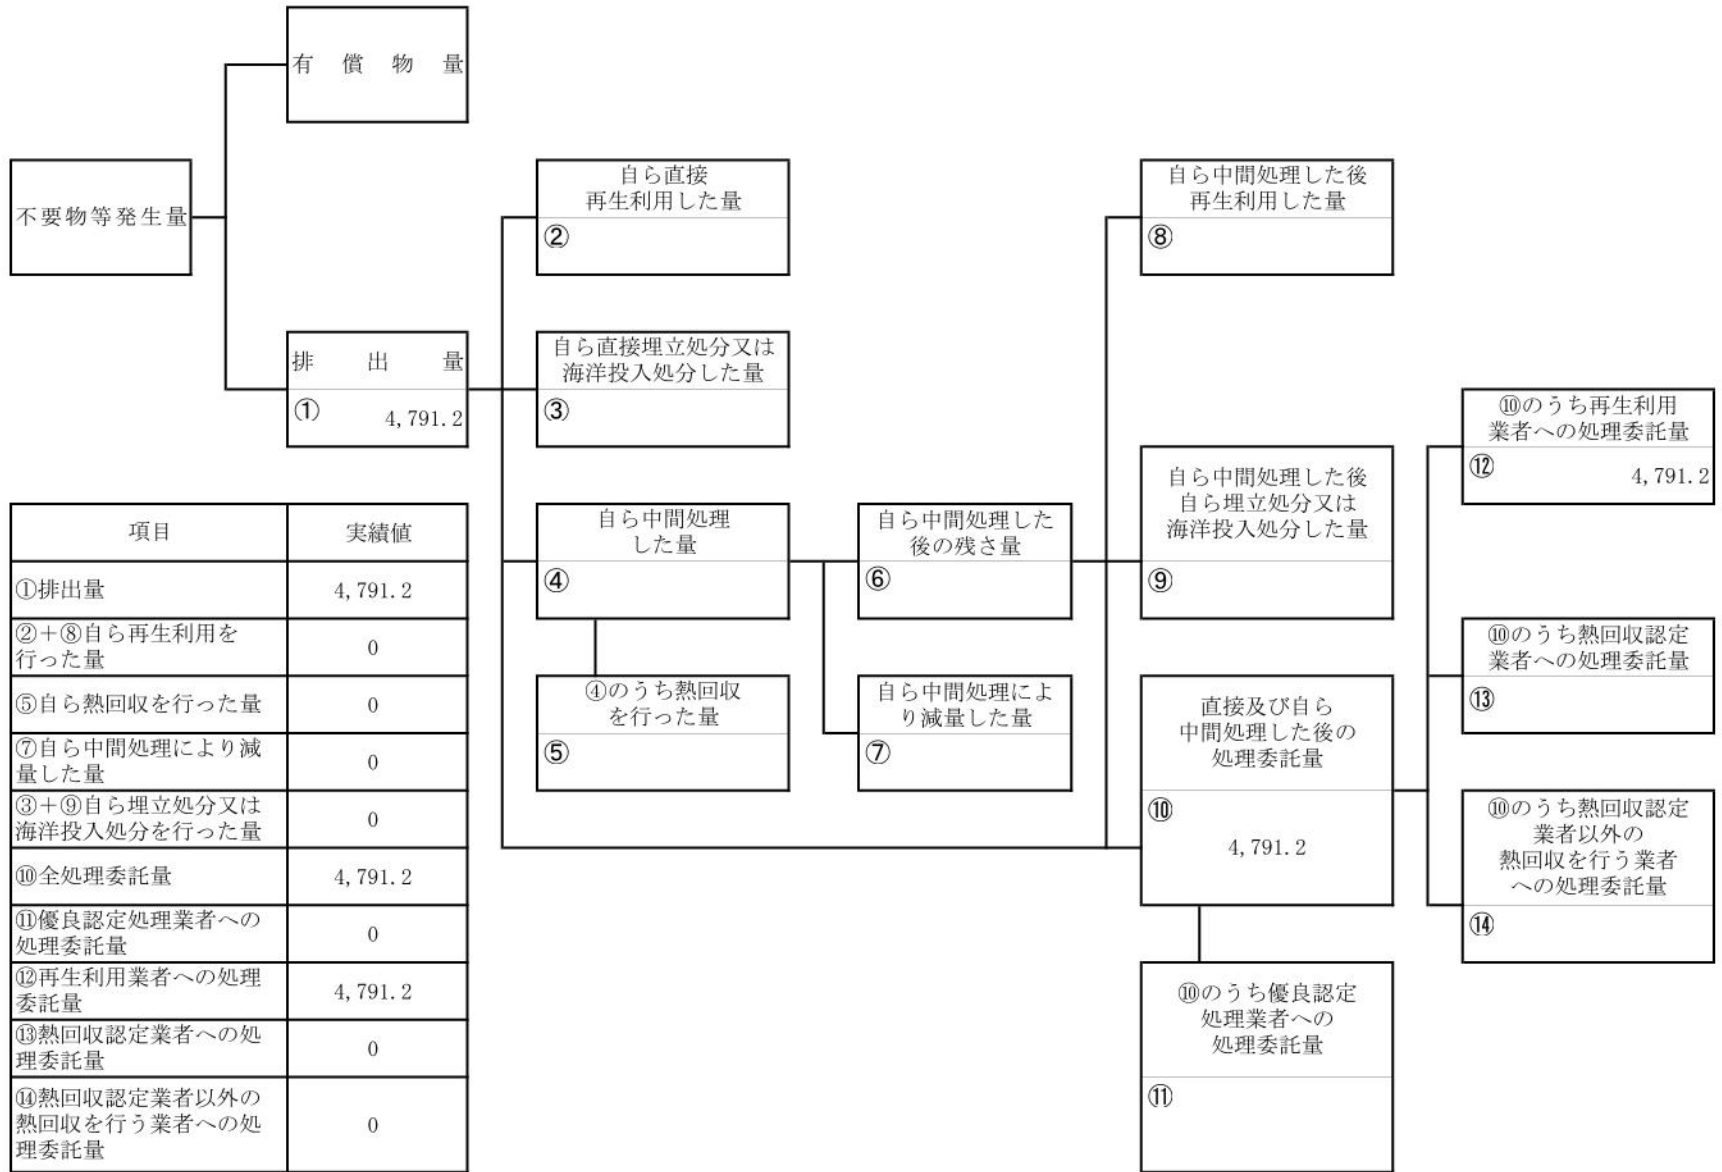 有償物量
不要物等発生量
排出量
①
4,791.2
自ら直接
再生利用した量
②
自ら直接埋立処分又は
海洋投入処分した量
③
自ら中間処理
した量
④
④のうち熱回収
を行った量
⑤
自ら中間処理した
後の残さ量
⑥
自ら中間処理によ
り減量した量
⑦
自ら中間処理した後
再生利用した量
⑧
自ら中間処理した後
自ら埋立処分又は
海洋投入処分した量
⑨
直接及び自ら
中間処理した後の
処理委託量
⑩
4,791.2
⑩のうち優良認定
処理業者への
処理委託量
⑪
⑩のうち再生利用
業者への処理委託量
⑫
4,791.2
⑩のうち熱回収認定
業者への処理委託量
⑬
⑩のうち熱回収認定
業者以外の
熱回収を行う業者
への処理委託量
⑭
項目 実績値
①排出量 4,791.2
②+⑧自ら再生利用を
行った量 0
⑤自ら熱回収を行った量 0
⑦自ら中間処理により減
量した量 0
③+⑨自ら埋立処分又は
海洋投入処分を行った量 0
⑩全処理委託量 4,791.2
⑪優良認定処理業者への
処理委託量 0
⑫再生利用業者への処理
委託量 4,791.2
⑬熱回収認定業者への処
理委託量 0
⑭熱回収認定業者以外の
熱回収を行う業者への処
理委託量 0